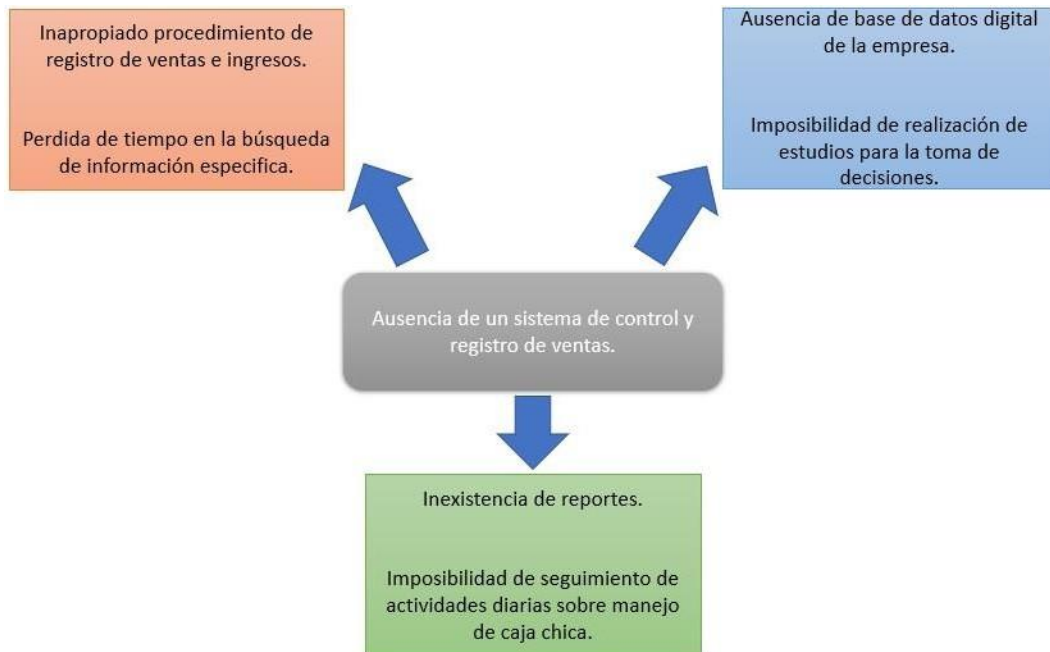 Inapropiado procedimiento de
registro de ventas e ingresos.
Perdida de tiempo en la búsqueda
de información especifica.
Ausencia de base de datos digital
de la empresa.
Imposibilidad de realización de
estudios para la toma de
decisiones.
Ausencia de un sistema de control y
registro de ventas.
Inexistencia de reportes.
Imposibilidad de seguimiento de
actividades diarias sobre manejo
de caja chica.